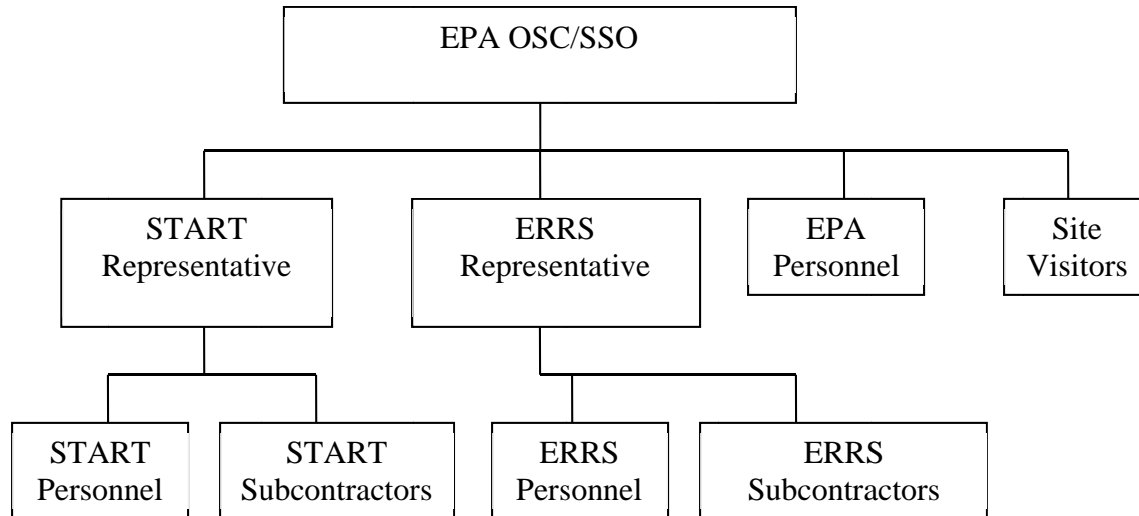 EPA OSC/SSO
START
Representative
ERRS
Representative
EPA
Personnel
Site
Visitors
START
Personnel
START
Subcontractors
ERRS
Personnel
ERRS
Subcontractors